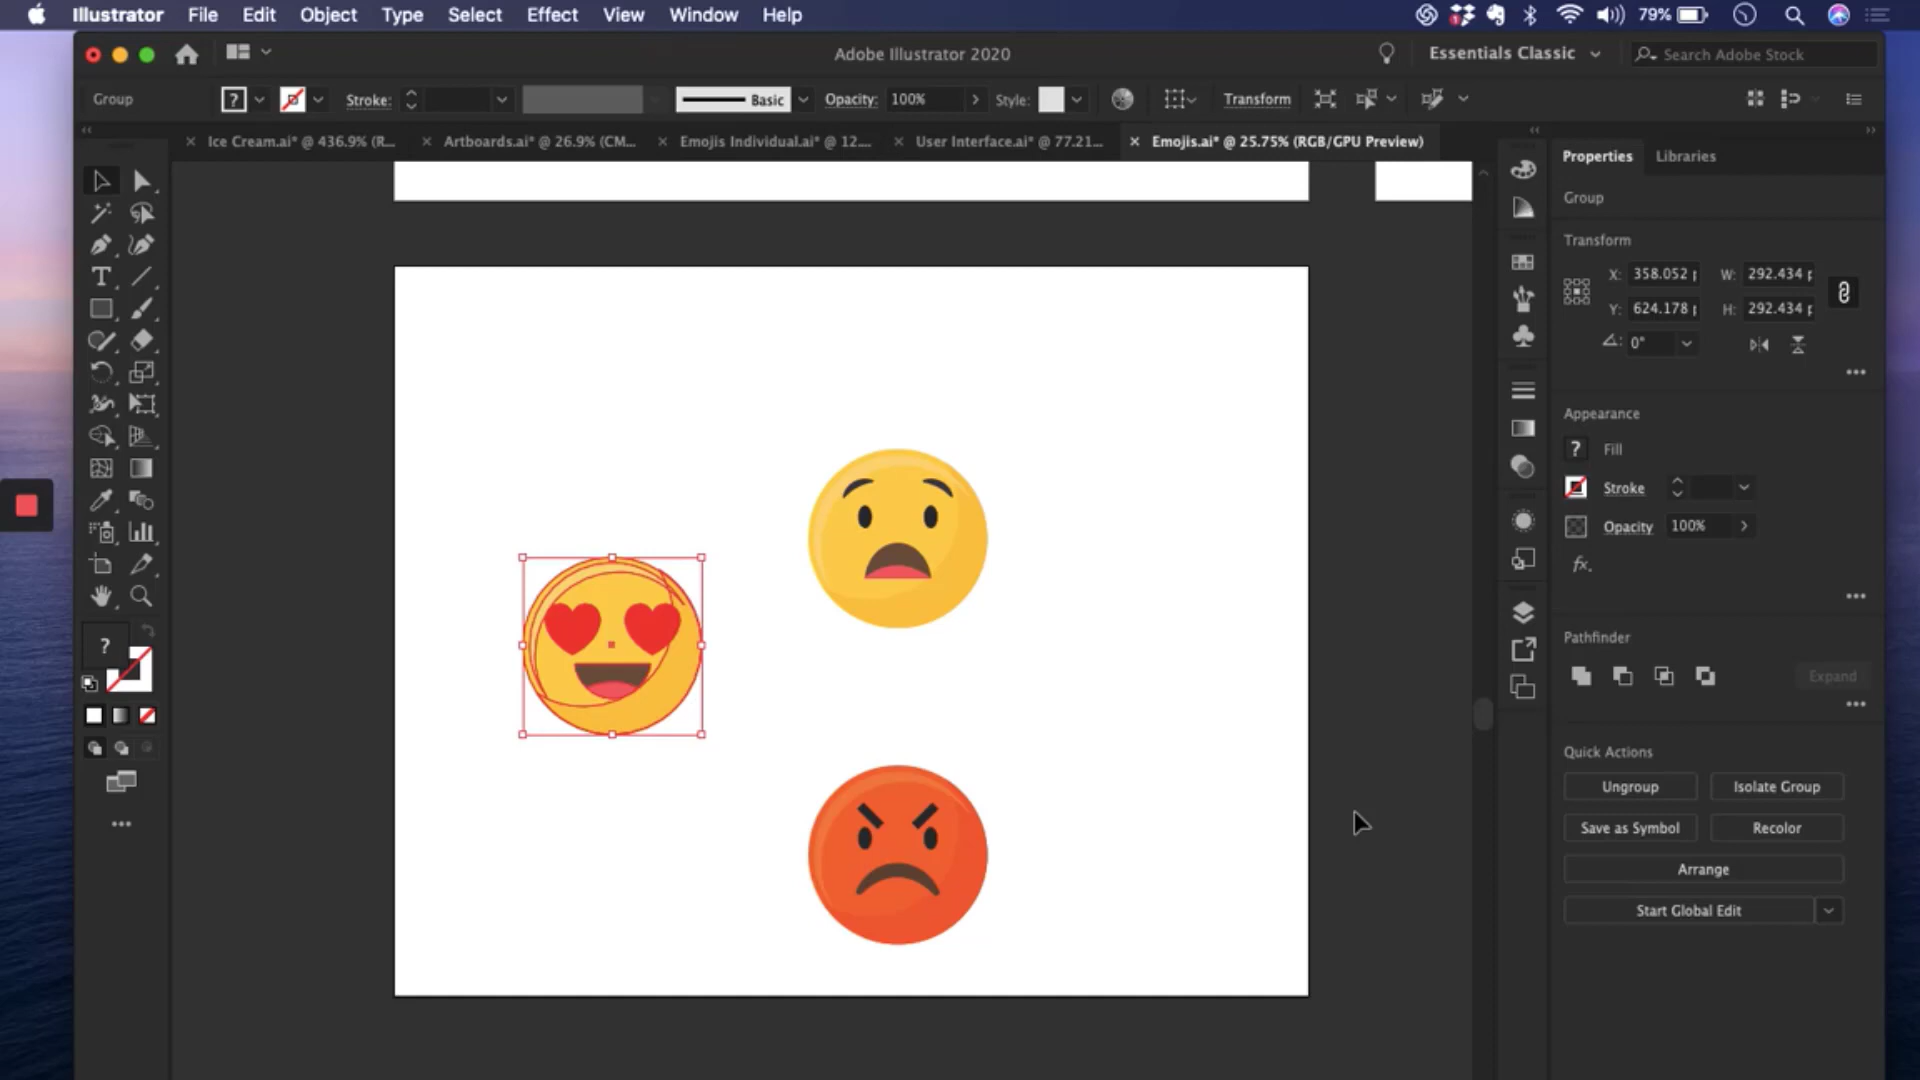 Illustrator File Edit Object Type Select Effect View Window Help 79%
Adobe Illustrator 2020 Essentials Classic Search Adobe Stock
Group ? Stroke: Basic Opacity: 100% Style: Transform
Ice Cream.ai* @ 436.9% (R... Artboards.ai* @ 26.9% (CM... Emojis Individual.ai* @ 12.... User Interface.ai* @ 77.21... Emojis.ai* @ 25.75% (RGB/GPU Preview)
Properties Libraries
Group
Transform
X: 358.052 p W: 292.434 p
Y: 624.178 p H: 292.434 p
0°
Appearance
? Fill
Stroke
Opacity 100%
fx.
Pathfinder
Expand
Quick Actions
Ungroup Isolate Group
Save as Symbol Recolor
Arrange
Start Global Edit
?